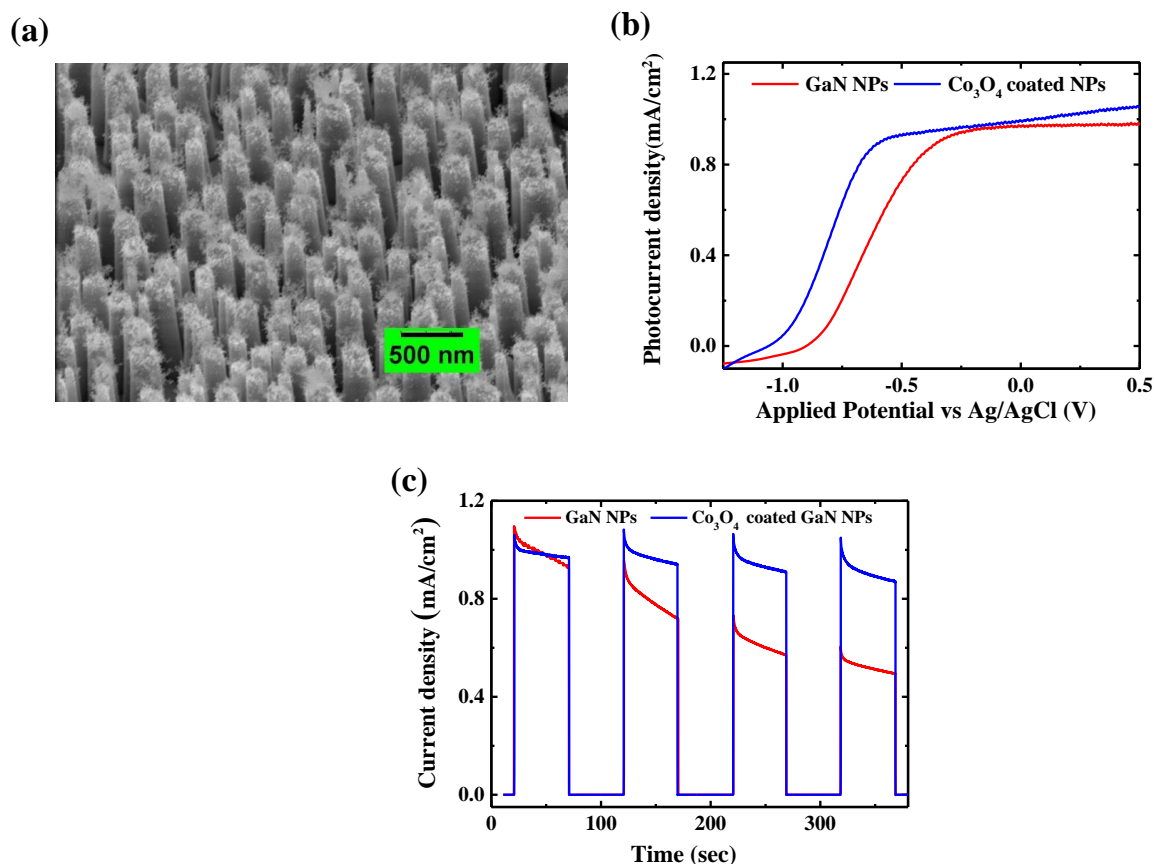 (a)
500 nm
(b)
GaN NPs
Co₃O₄ coated NPs
1.2
0.8
0.4
0.0
-1.0
-0.5
0.0
0.5
Photocurrent density(mA/cm²)
Applied Potential vs Ag/AgCl (V)
(c)
GaN NPs
Co₃O₄ coated GaN NPs
1.2
0.8
0.4
0.0
0
100
200
300
Current density (mA/cm²)
Time (sec)